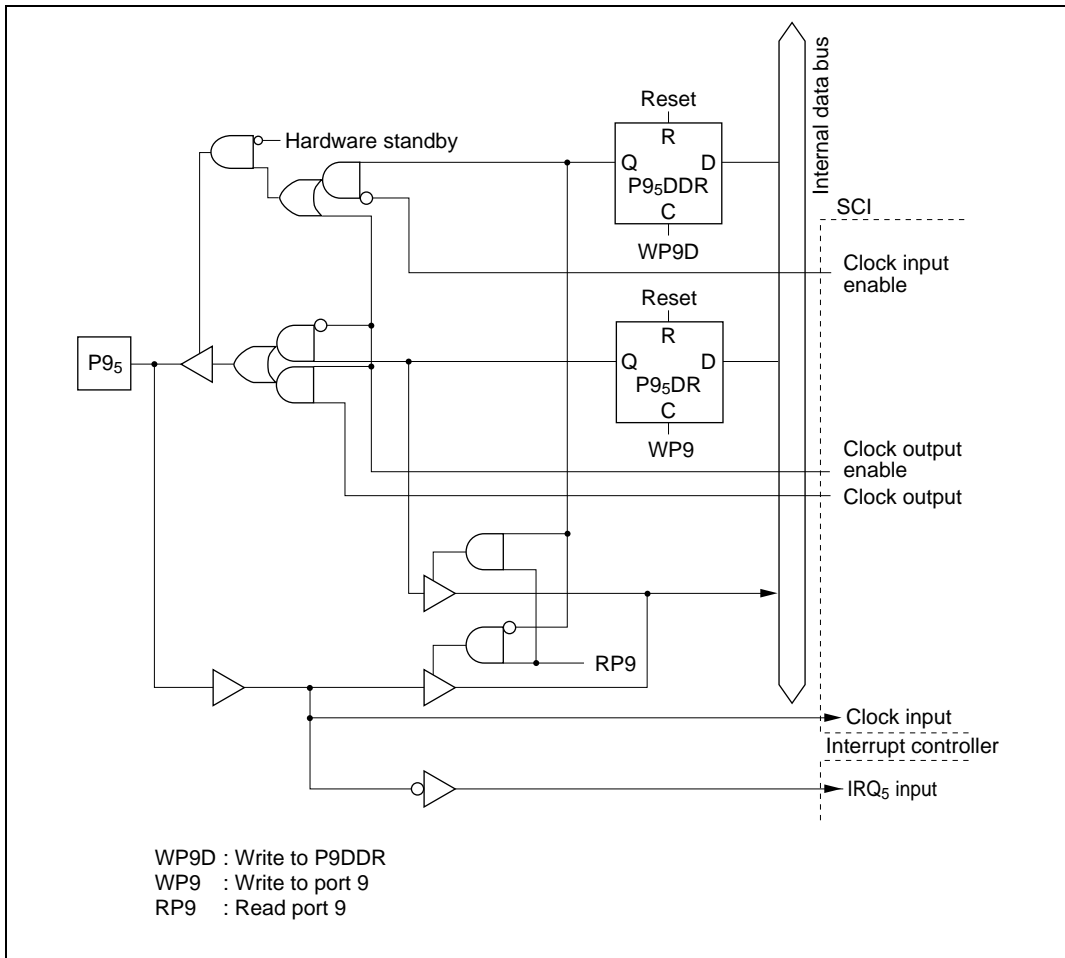 Internal data bus
Reset
Hardware standby
R
Q D
P9₅DDR
C
WP9D
SCI
Clock input
enable
Reset
R
P9₅
Q D
P9₅DR
C
WP9
Clock output
enable
Clock output
RP9
Clock input
Interrupt controller
IRQ₅ input
WP9D : Write to P9DDR
WP9 : Write to port 9
RP9 : Read port 9